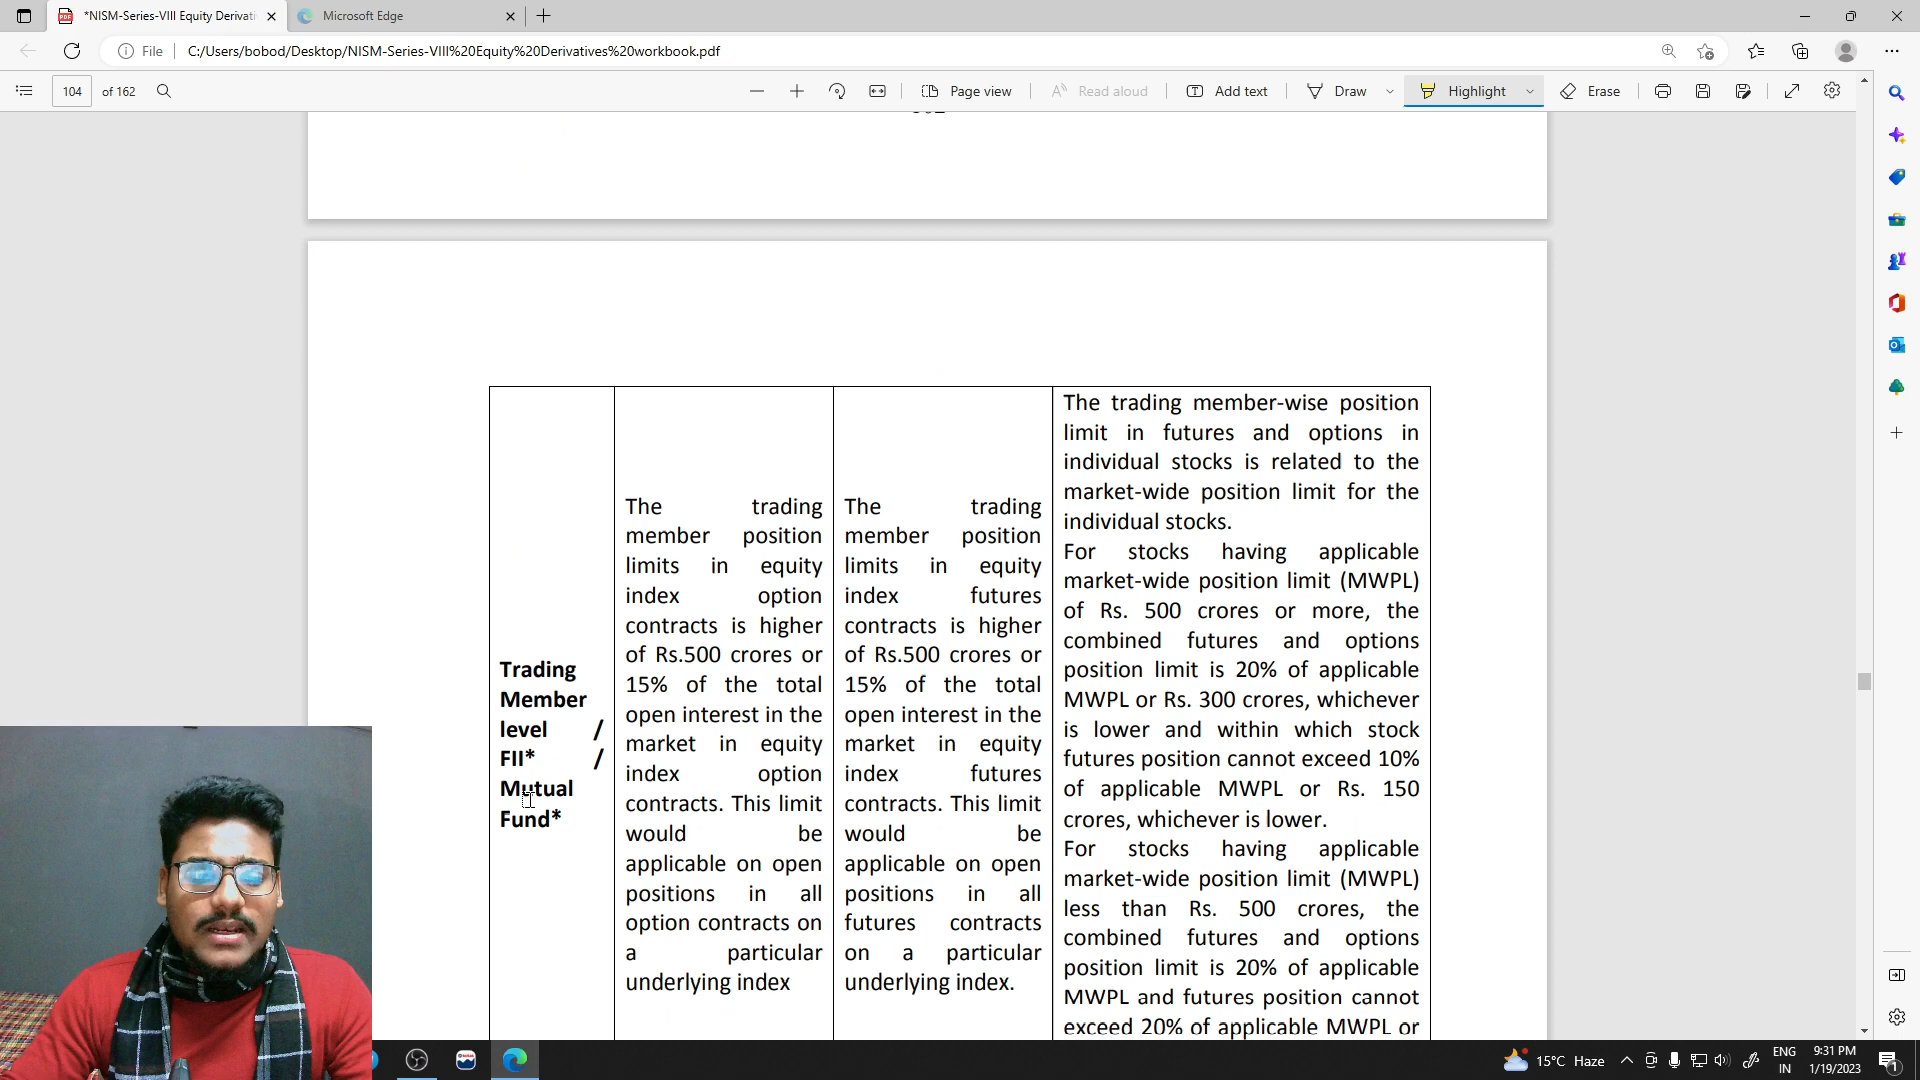 *NISM-Series-VIII Equity Derivati
Microsoft Edge
File
C:/Users/bobod/Desktop/NISM-Series-VIII%20Equity%20Derivatives%20workbook.pdf
104 of 162
Page view
Read aloud
Add text
Draw
Highlight
Erase
Trading
Member
level /
FII* /
Mutual
Fund*
The trading
member position
limits in equity
index option
contracts is higher
of Rs.500 crores or
15% of the total
open interest in the
market in equity
index option
contracts. This limit
would be
applicable on open
positions in all
option contracts on
a particular
underlying index
The trading
member position
limits in equity
index futures
contracts is higher
of Rs.500 crores or
15% of the total
open interest in the
market in equity
index futures
contracts. This limit
would be
applicable on open
positions in all
futures contracts
on a particular
underlying index.
The trading member-wise position
limit in futures and options in
individual stocks is related to the
market-wide position limit for the
individual stocks.
For stocks having applicable
market-wide position limit (MWPL)
of Rs. 500 crores or more, the
combined futures and options
position limit is 20% of applicable
MWPL or Rs. 300 crores, whichever
is lower and within which stock
futures position cannot exceed 10%
of applicable MWPL or Rs. 150
crores, whichever is lower.
For stocks having applicable
market-wide position limit (MWPL)
less than Rs. 500 crores, the
combined futures and options
position limit is 20% of applicable
MWPL and futures position cannot
exceed 20% of applicable MWPL or
15°C Haze
ENG
IN
9:31 PM
1/19/2023
1